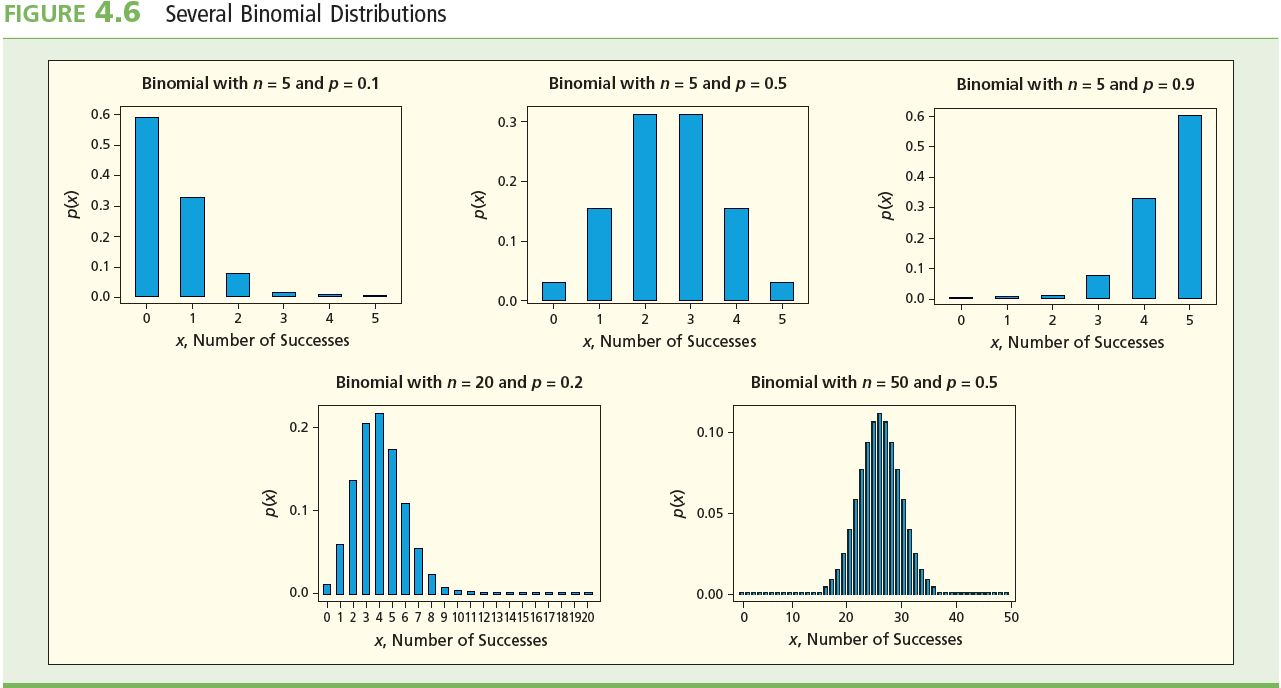 FIGURE 4.6 Several Binomial Distributions
Binomial with n = 5 and p = 0.1
0.6
0.5
0.4
0.3
0.2
0.1
0.0
p(x)
0 1 2 3 4 5
x, Number of Successes
Binomial with n = 5 and p = 0.5
0.3
0.2
0.1
0.0
p(x)
0 1 2 3 4 5
x, Number of Successes
Binomial with n = 5 and p = 0.9
0.6
0.5
0.4
0.3
0.2
0.1
0.0
p(x)
0 1 2 3 4 5
x, Number of Successes
Binomial with n = 20 and p = 0.2
0.2
0.1
0.0
p(x)
0 1 2 3 4 5 6 7 8 9 10 11 12 13 14 15 16 17 18 19 20
x, Number of Successes
Binomial with n = 50 and p = 0.5
0.10
0.05
0.00
p(x)
0 10 20 30 40 50
x, Number of Successes